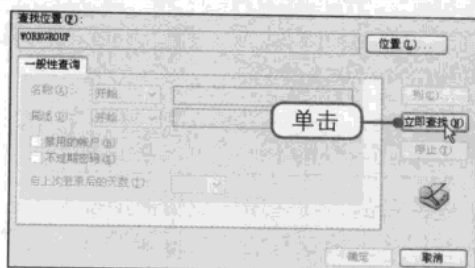 查找位置(F):
WORKGROUP
位置(L)...
一般性查询
名称(A): 开始
列(C)...
描述(D): 开始
单击
立即查找(N)
禁用的帐户(B)
停止(T)
不过期密码(X)
自上次登录后的天数(I):
确定
取消